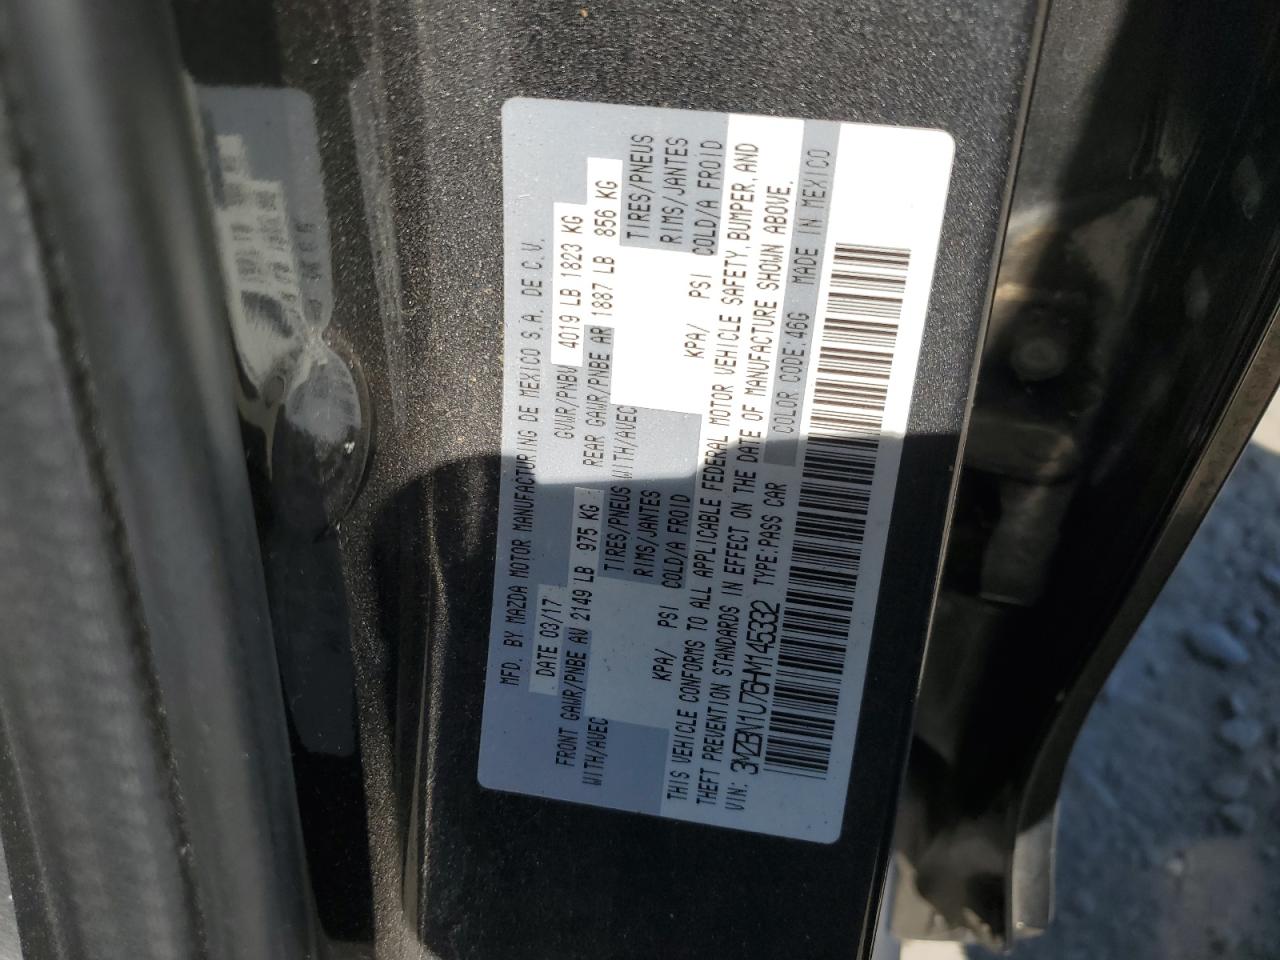 MFD. BY MAZDA MOTOR MANUFACTURING DE MEXICO S.A. DE C.V.
DATE 03/17 GVWR/PNBV 4019 LB 1823 KG
FRONT GAWR/PNBE AV 2149 LB 975 KG REAR GAWR/PNBE AR 1887 LB 856 KG
WITH/AVEC TIRES/PNEUS WITH/AVEC TIRES/PNEUS
RIMS/JANTES RIMS/JANTES
KPA/ PSI COLD/A FROID KPA/ PSI COLD/A FROID
THIS VEHICLE CONFORMS TO ALL APPLICABLE FEDERAL MOTOR VEHICLE SAFETY, BUMPER, AND
THEFT PREVENTION STANDARDS IN EFFECT ON THE DATE OF MANUFACTURE SHOWN ABOVE.
VIN: 3MZBN1U76HM145332 TYPE:PASS CAR COLOR CODE:46G MADE IN MEXICO